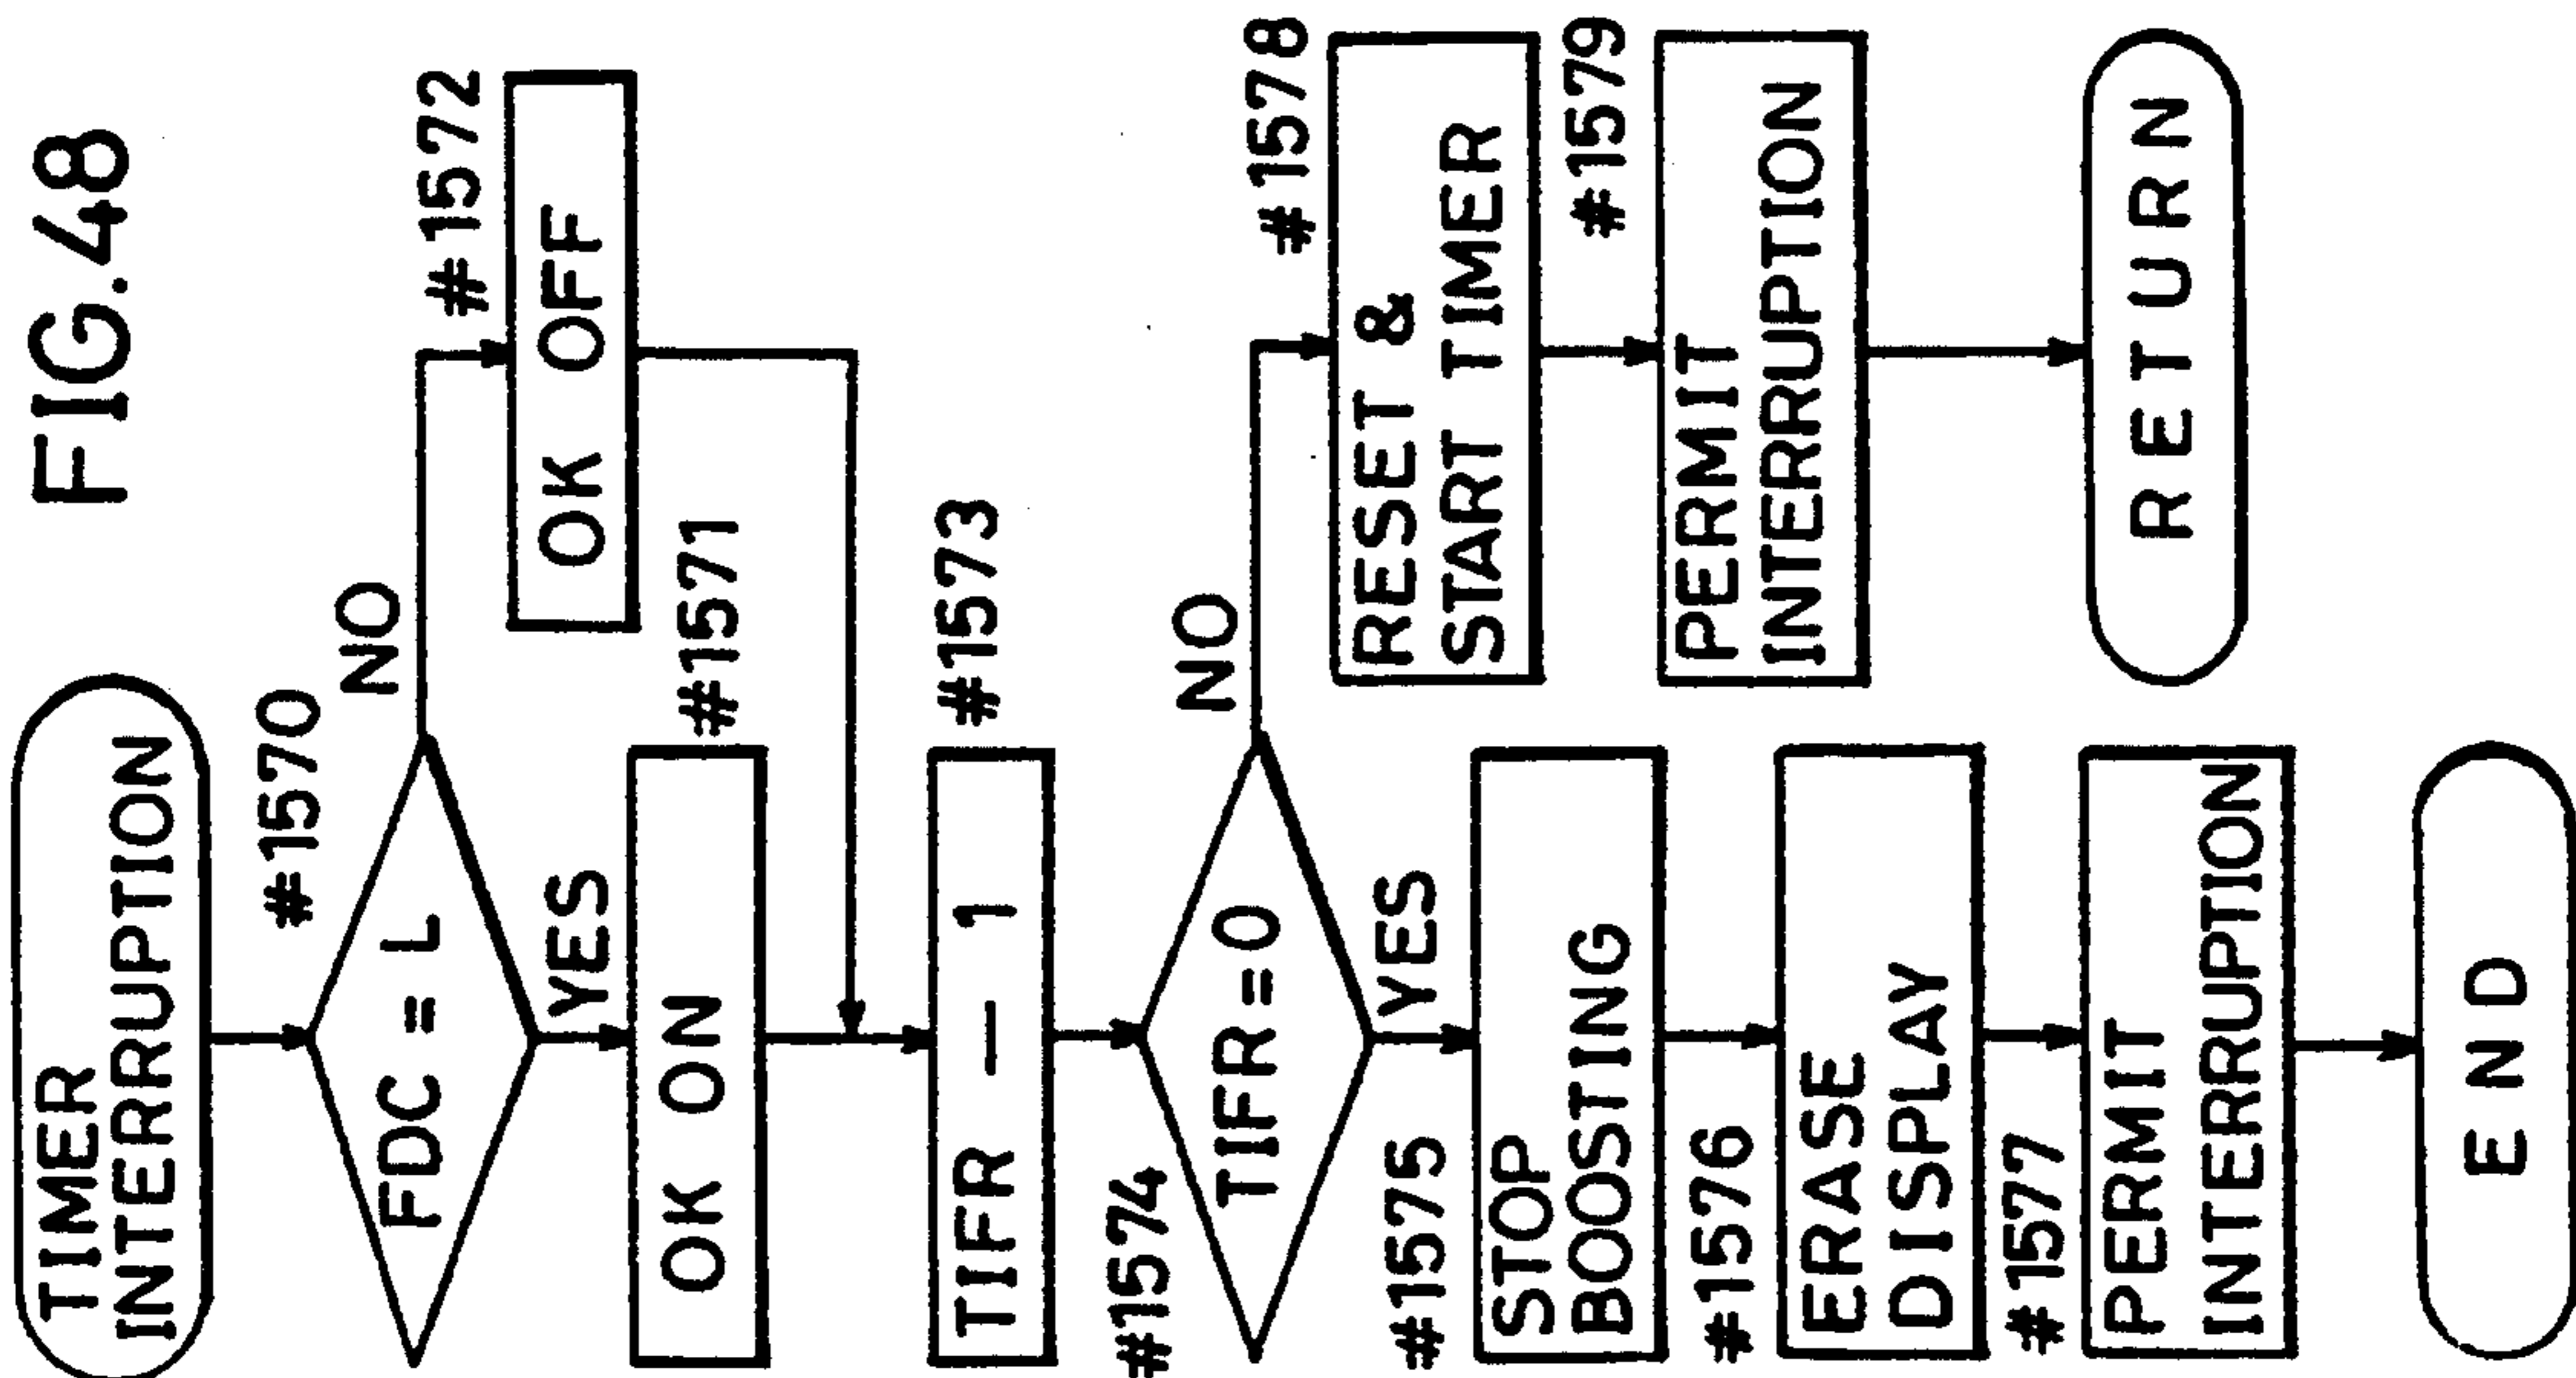 FIG.48
TIMER
INTERRUPTION
#1570
FDC = L
NO
YES
#1572
OK OFF
#1571
OK ON
#1573
TIFR — 1
#1574
TIFR=0
NO
YES
#1575
STOP
BOOSTING
#1576
ERASE
DISPLAY
#1577
PERMIT
INTERRUPTION
END
#1578
RESET &
START TIMER
#1579
PERMIT
INTERRUPTION
RETURN